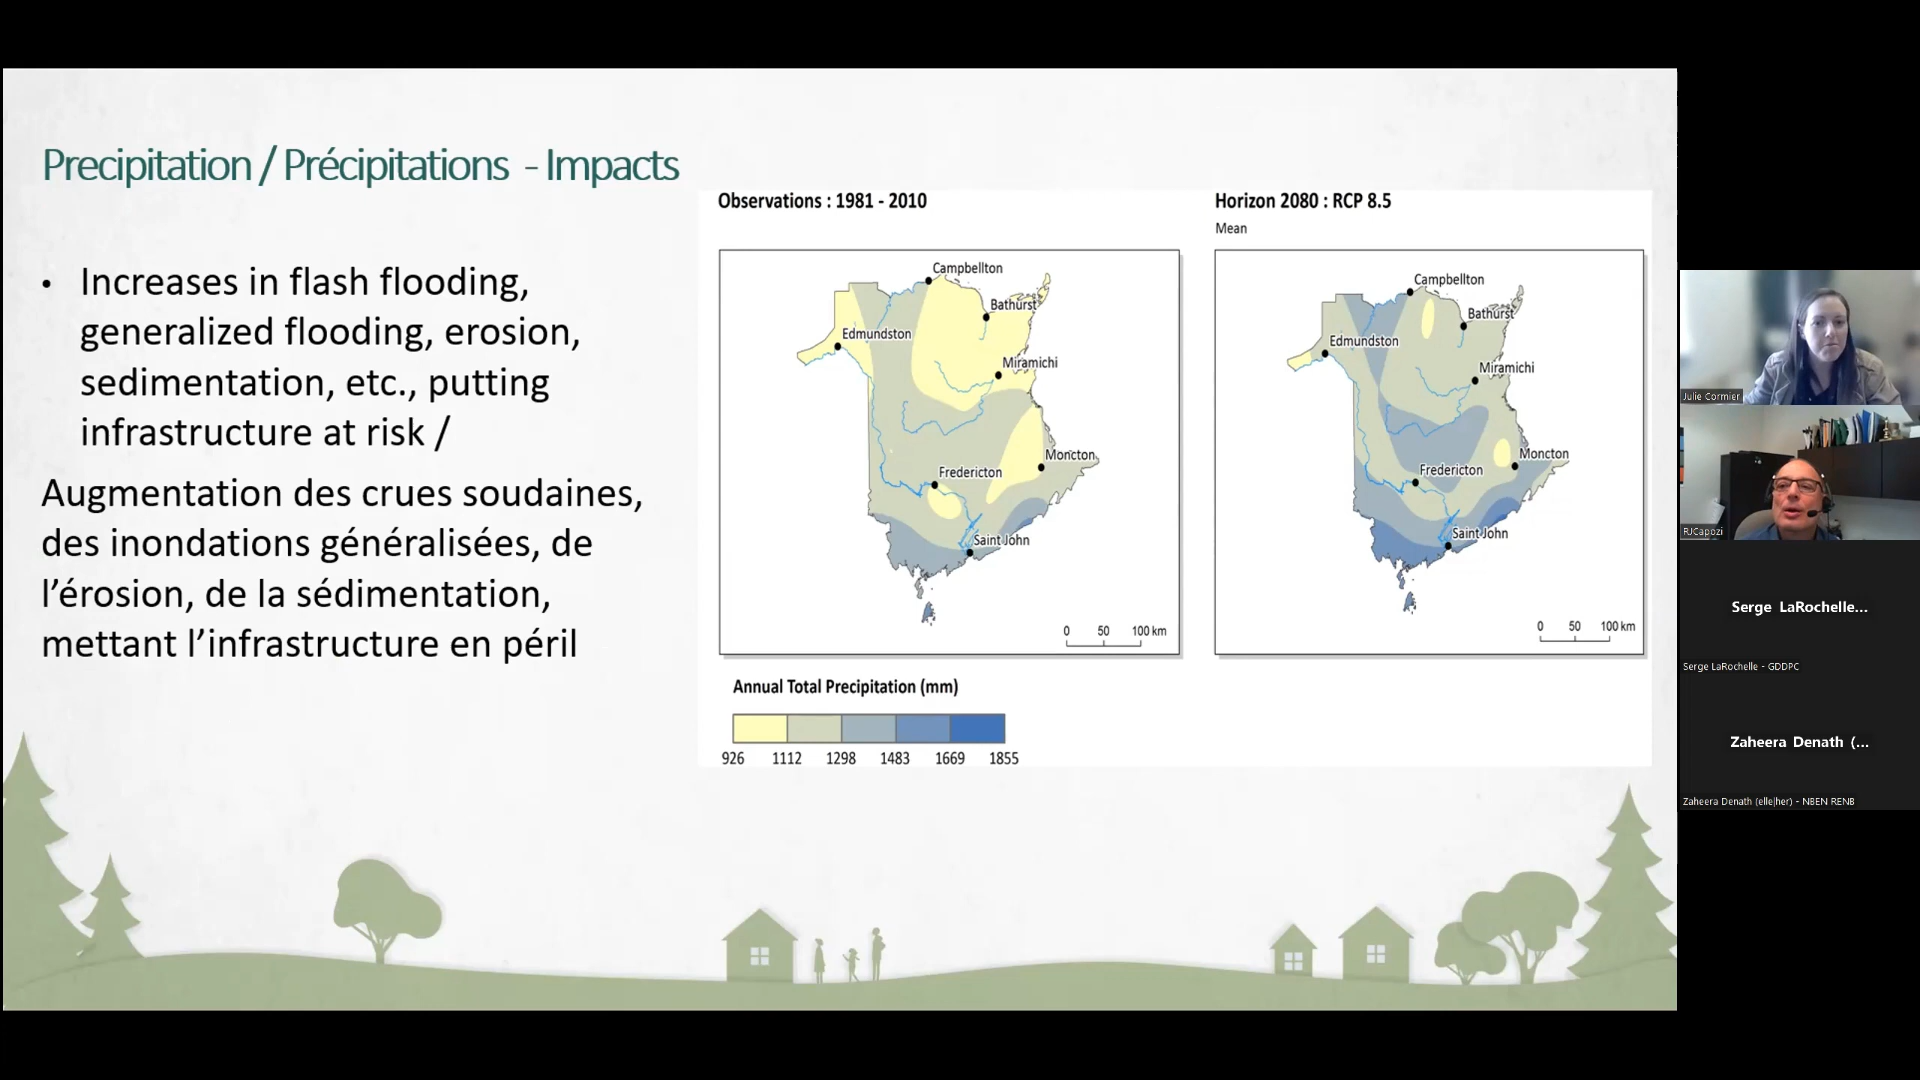 Precipitation / Précipitations - Impacts
• Increases in flash flooding,
generalized flooding, erosion,
sedimentation, etc., putting
infrastructure at risk /
Augmentation des crues soudaines,
des inondations généralisées, de
l’érosion, de la sédimentation,
mettant l’infrastructure en péril
Observations : 1981 - 2010
Campbellton
Bathurst
Edmundston
Miramichi
Moncton
Fredericton
Saint John
0 50 100 km
Horizon 2080 : RCP 8.5
Mean
Campbellton
Bathurst
Edmundston
Miramichi
Moncton
Fredericton
Saint John
0 50 100 km
Annual Total Precipitation (mm)
926 1112 1298 1483 1669 1855
Julie Cormier
RJCapozi
Serge LaRochelle...
Serge LaRochelle - GDDPC
Zaheera Denath (...
Zaheera Denath (elle|her) - NBEN RENB